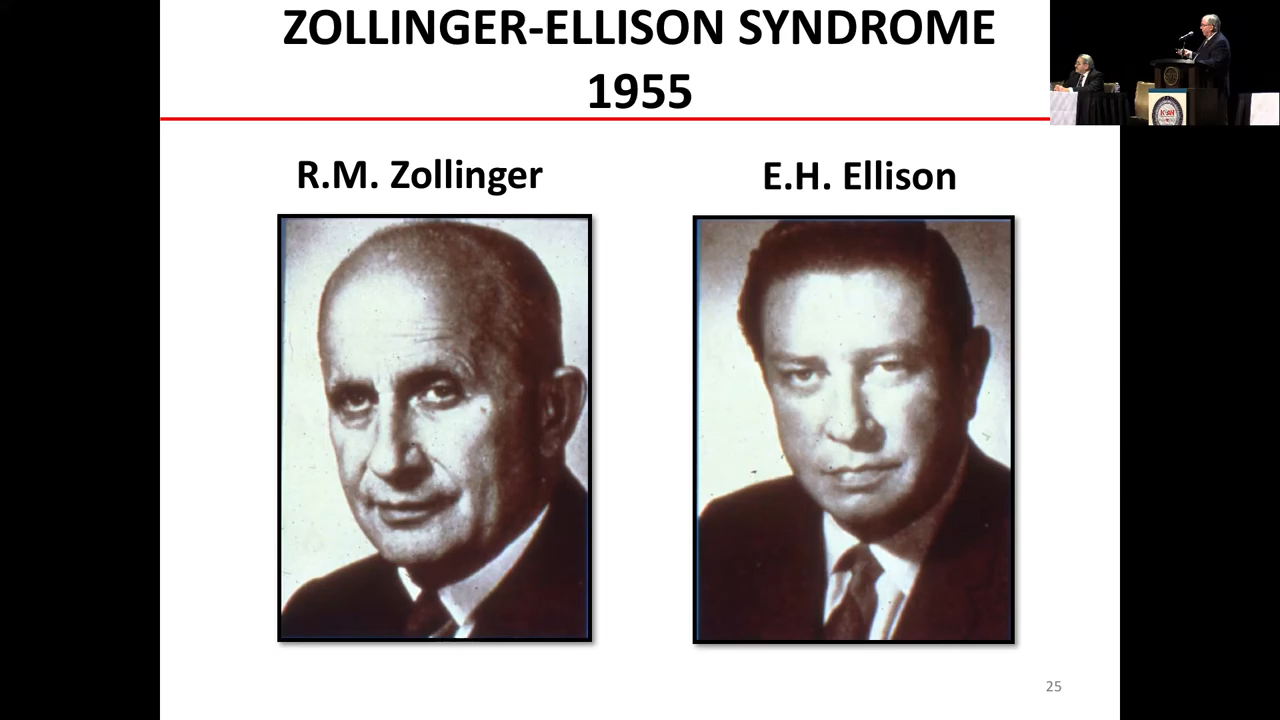 ZOLLINGER-ELLISON SYNDROME
1955
R.M. Zollinger
E.H. Ellison
25